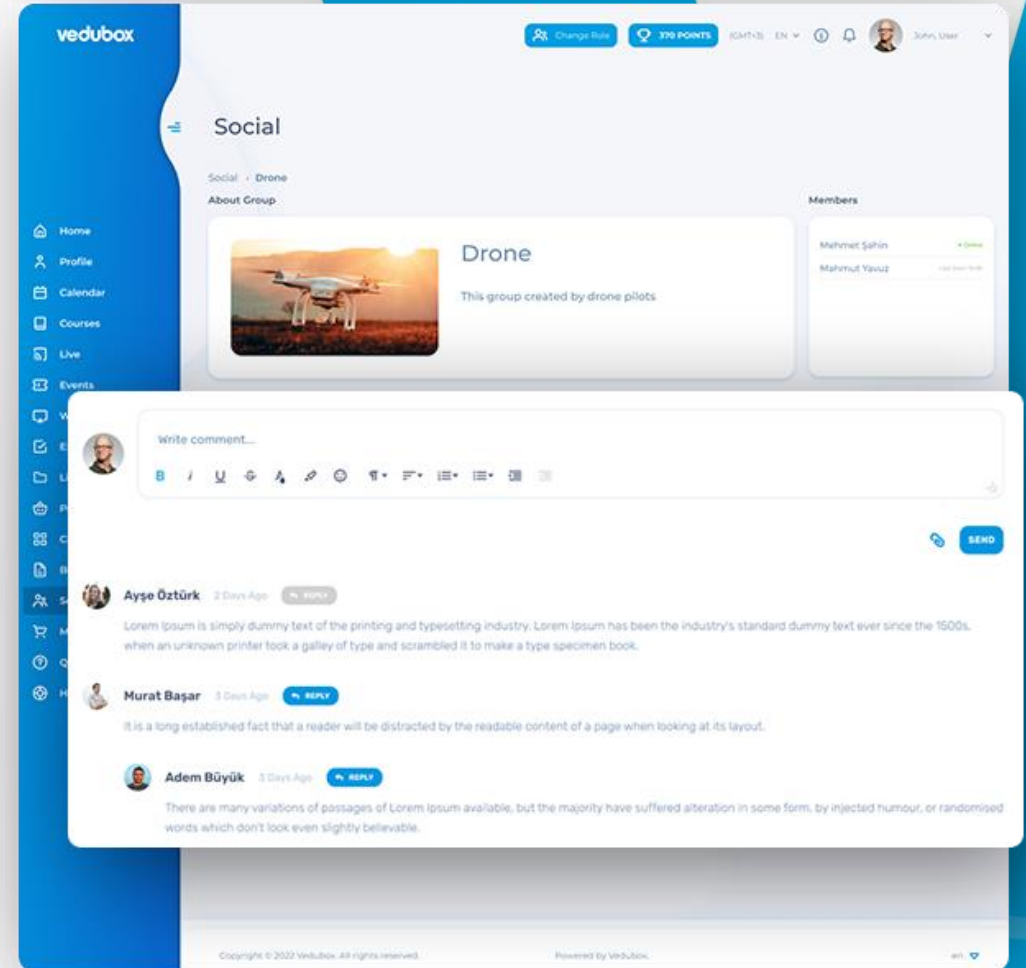 vedubox
Change Role
370 POINTS
(GMT+3) EN
John, User
Social
Social › Drone
About Group
Members
Drone
This group created by drone pilots
Mehmet Şahin
Online
Mahmut Yavuz
Home
Profile
Calendar
Courses
Live
Events
Write comment...
B i U S A
SEND
Ayşe Öztürk 2 Days Ago REPLY
Lorem Ipsum is simply dummy text of the printing and typesetting industry. Lorem Ipsum has been the industry's standard dummy text ever since the 1500s,
when an unknown printer took a galley of type and scrambled it to make a type specimen book.
Murat Başar 3 Days Ago REPLY
It is a long established fact that a reader will be distracted by the readable content of a page when looking at its layout.
Adem Büyük 3 Days Ago REPLY
There are many variations of passages of Lorem Ipsum available, but the majority have suffered alteration in some form, by injected humour, or randomised
words which don't look even slightly believable.
Copyright © 2022 Vedubox. All rights reserved.
Powered by Vedubox.
en